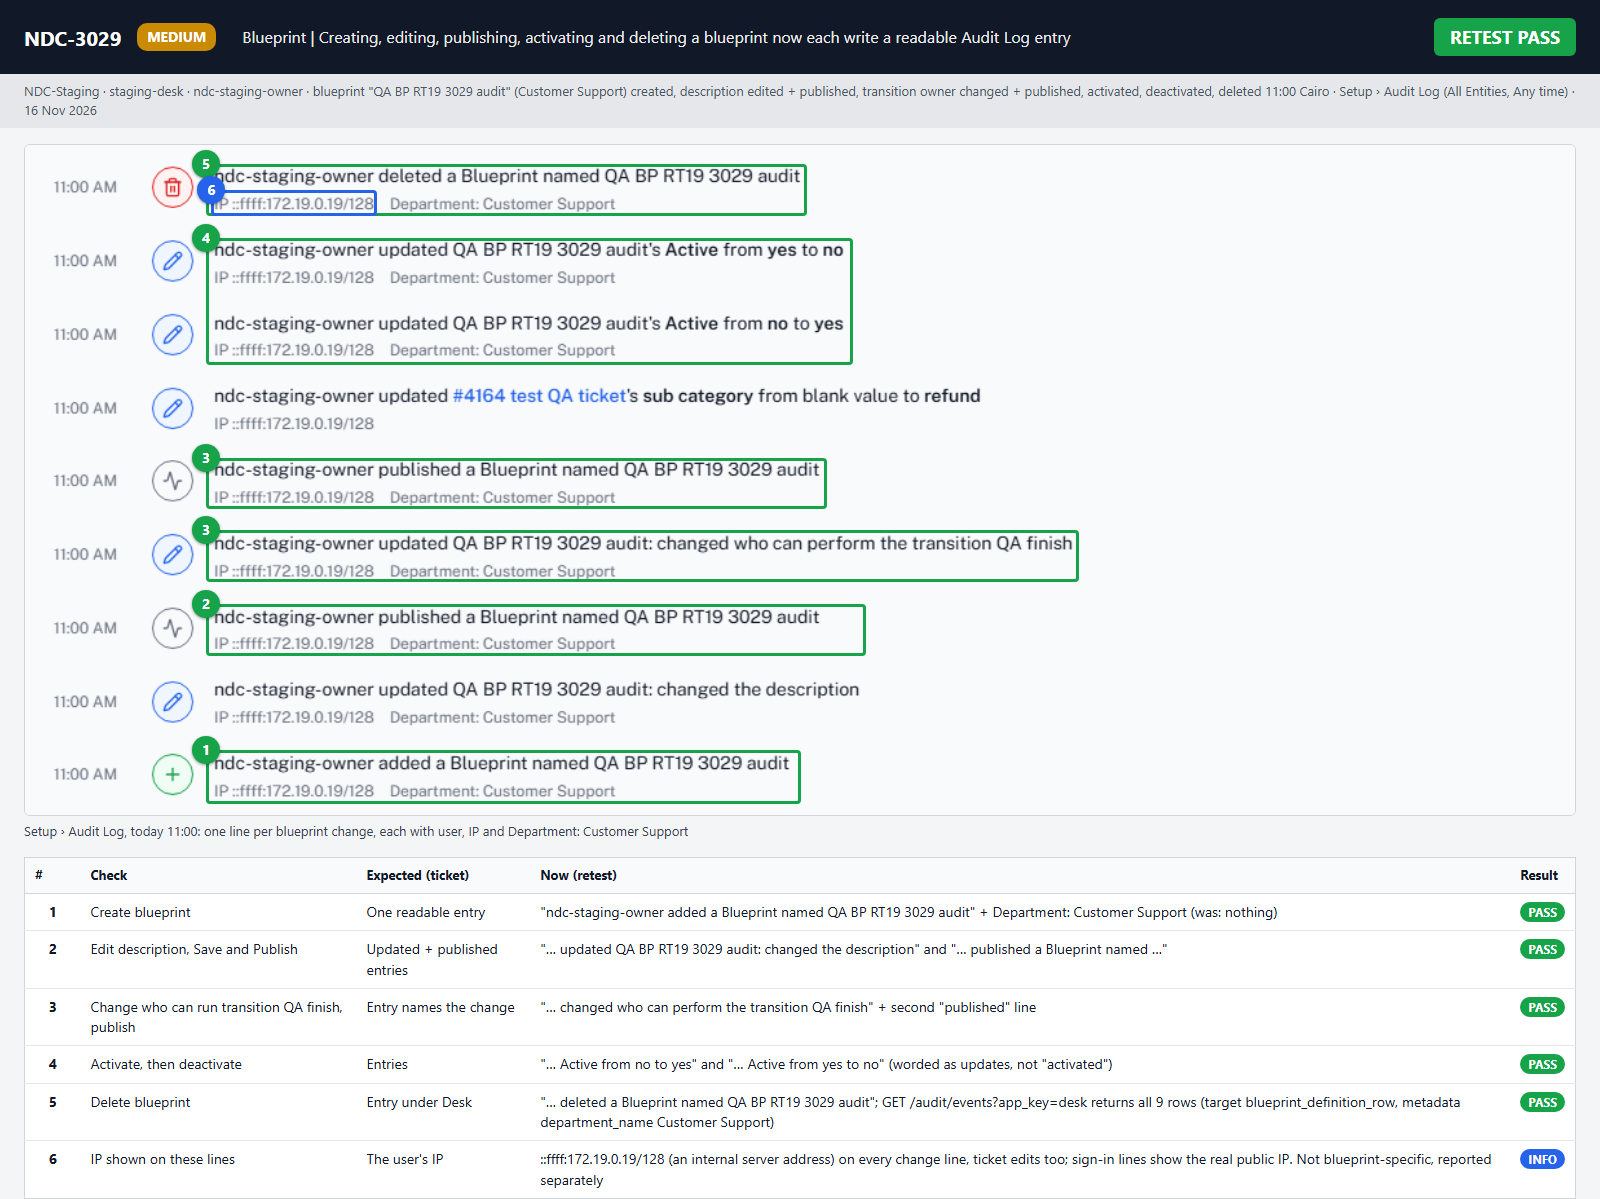 NDC-3029 MEDIUM Blueprint | Creating, editing, publishing, activating and deleting a blueprint now each write a readable Audit Log entry RETEST PASS
NDC-Staging · staging-desk · ndc-staging-owner · blueprint "QA BP RT19 3029 audit" (Customer Support) created, description edited + published, transition owner changed + published, activated, deactivated, deleted 11:00 Cairo · Setup › Audit Log (All Entities, Any time) ·
16 Nov 2026
5
11:00 AM ndc-staging-owner deleted a Blueprint named QA BP RT19 3029 audit
6
IP ::ffff:172.19.0.19/128 Department: Customer Support
4
11:00 AM ndc-staging-owner updated QA BP RT19 3029 audit's Active from yes to no
IP ::ffff:172.19.0.19/128 Department: Customer Support
11:00 AM ndc-staging-owner updated QA BP RT19 3029 audit's Active from no to yes
IP ::ffff:172.19.0.19/128 Department: Customer Support
11:00 AM ndc-staging-owner updated #4164 test QA ticket's sub category from blank value to refund
IP ::ffff:172.19.0.19/128
3
11:00 AM ndc-staging-owner published a Blueprint named QA BP RT19 3029 audit
IP ::ffff:172.19.0.19/128 Department: Customer Support
3
11:00 AM ndc-staging-owner updated QA BP RT19 3029 audit: changed who can perform the transition QA finish
IP ::ffff:172.19.0.19/128 Department: Customer Support
2
11:00 AM ndc-staging-owner published a Blueprint named QA BP RT19 3029 audit
IP ::ffff:172.19.0.19/128 Department: Customer Support
11:00 AM ndc-staging-owner updated QA BP RT19 3029 audit: changed the description
IP ::ffff:172.19.0.19/128 Department: Customer Support
1
11:00 AM ndc-staging-owner added a Blueprint named QA BP RT19 3029 audit
IP ::ffff:172.19.0.19/128 Department: Customer Support
Setup › Audit Log, today 11:00: one line per blueprint change, each with user, IP and Department: Customer Support
# Check Expected (ticket) Now (retest) Result
1 Create blueprint One readable entry "ndc-staging-owner added a Blueprint named QA BP RT19 3029 audit" + Department: Customer Support (was: nothing) PASS
2 Edit description, Save and Publish Updated + published "... updated QA BP RT19 3029 audit: changed the description" and "... published a Blueprint named ..." PASS
entries
3 Change who can run transition QA finish, Entry names the change "... changed who can perform the transition QA finish" + second "published" line PASS
publish
4 Activate, then deactivate Entries "... Active from no to yes" and "... Active from yes to no" (worded as updates, not "activated") PASS
5 Delete blueprint Entry under Desk "... deleted a Blueprint named QA BP RT19 3029 audit"; GET /audit/events?app_key=desk returns all 9 rows (target blueprint_definition_row, metadata PASS
department_name Customer Support)
6 IP shown on these lines The user's IP ::ffff:172.19.0.19/128 (an internal server address) on every change line, ticket edits too; sign-in lines show the real public IP. Not blueprint-specific, reported INFO
separately